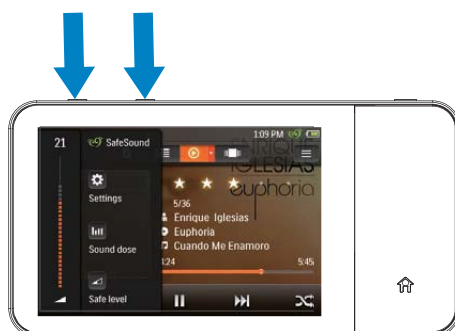 21
SafeSound
1:09 PM
ENRIQUE
IGLESIAS
euphoria
Settings
5/36
Enrique Iglesias
Euphoria
Cuando Me Enamoro
Sound dose
3:24
5:45
Safe level